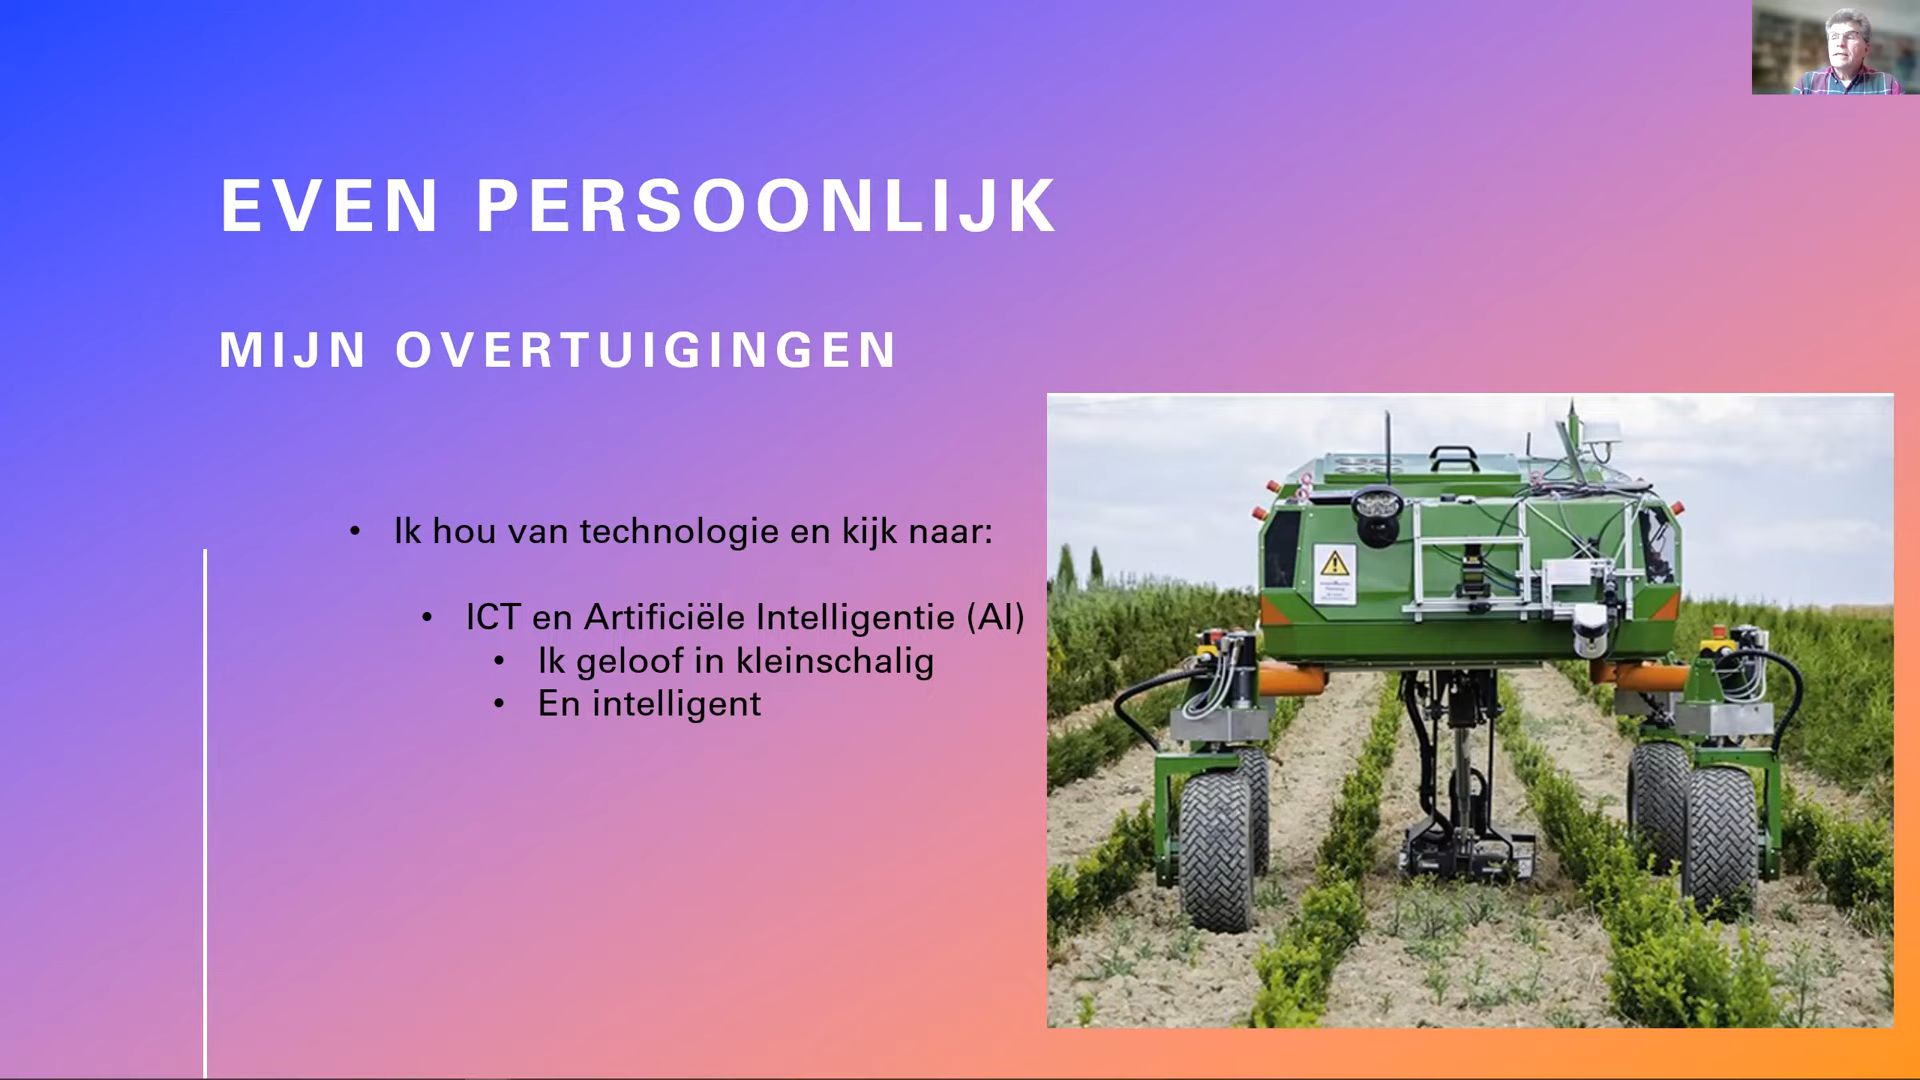 EVEN PERSOONLIJK
MIJN OVERTUIGINGEN
• Ik hou van technologie en kijk naar:
• ICT en Artificiële Intelligentie (AI)
• Ik geloof in kleinschalig
• En intelligent